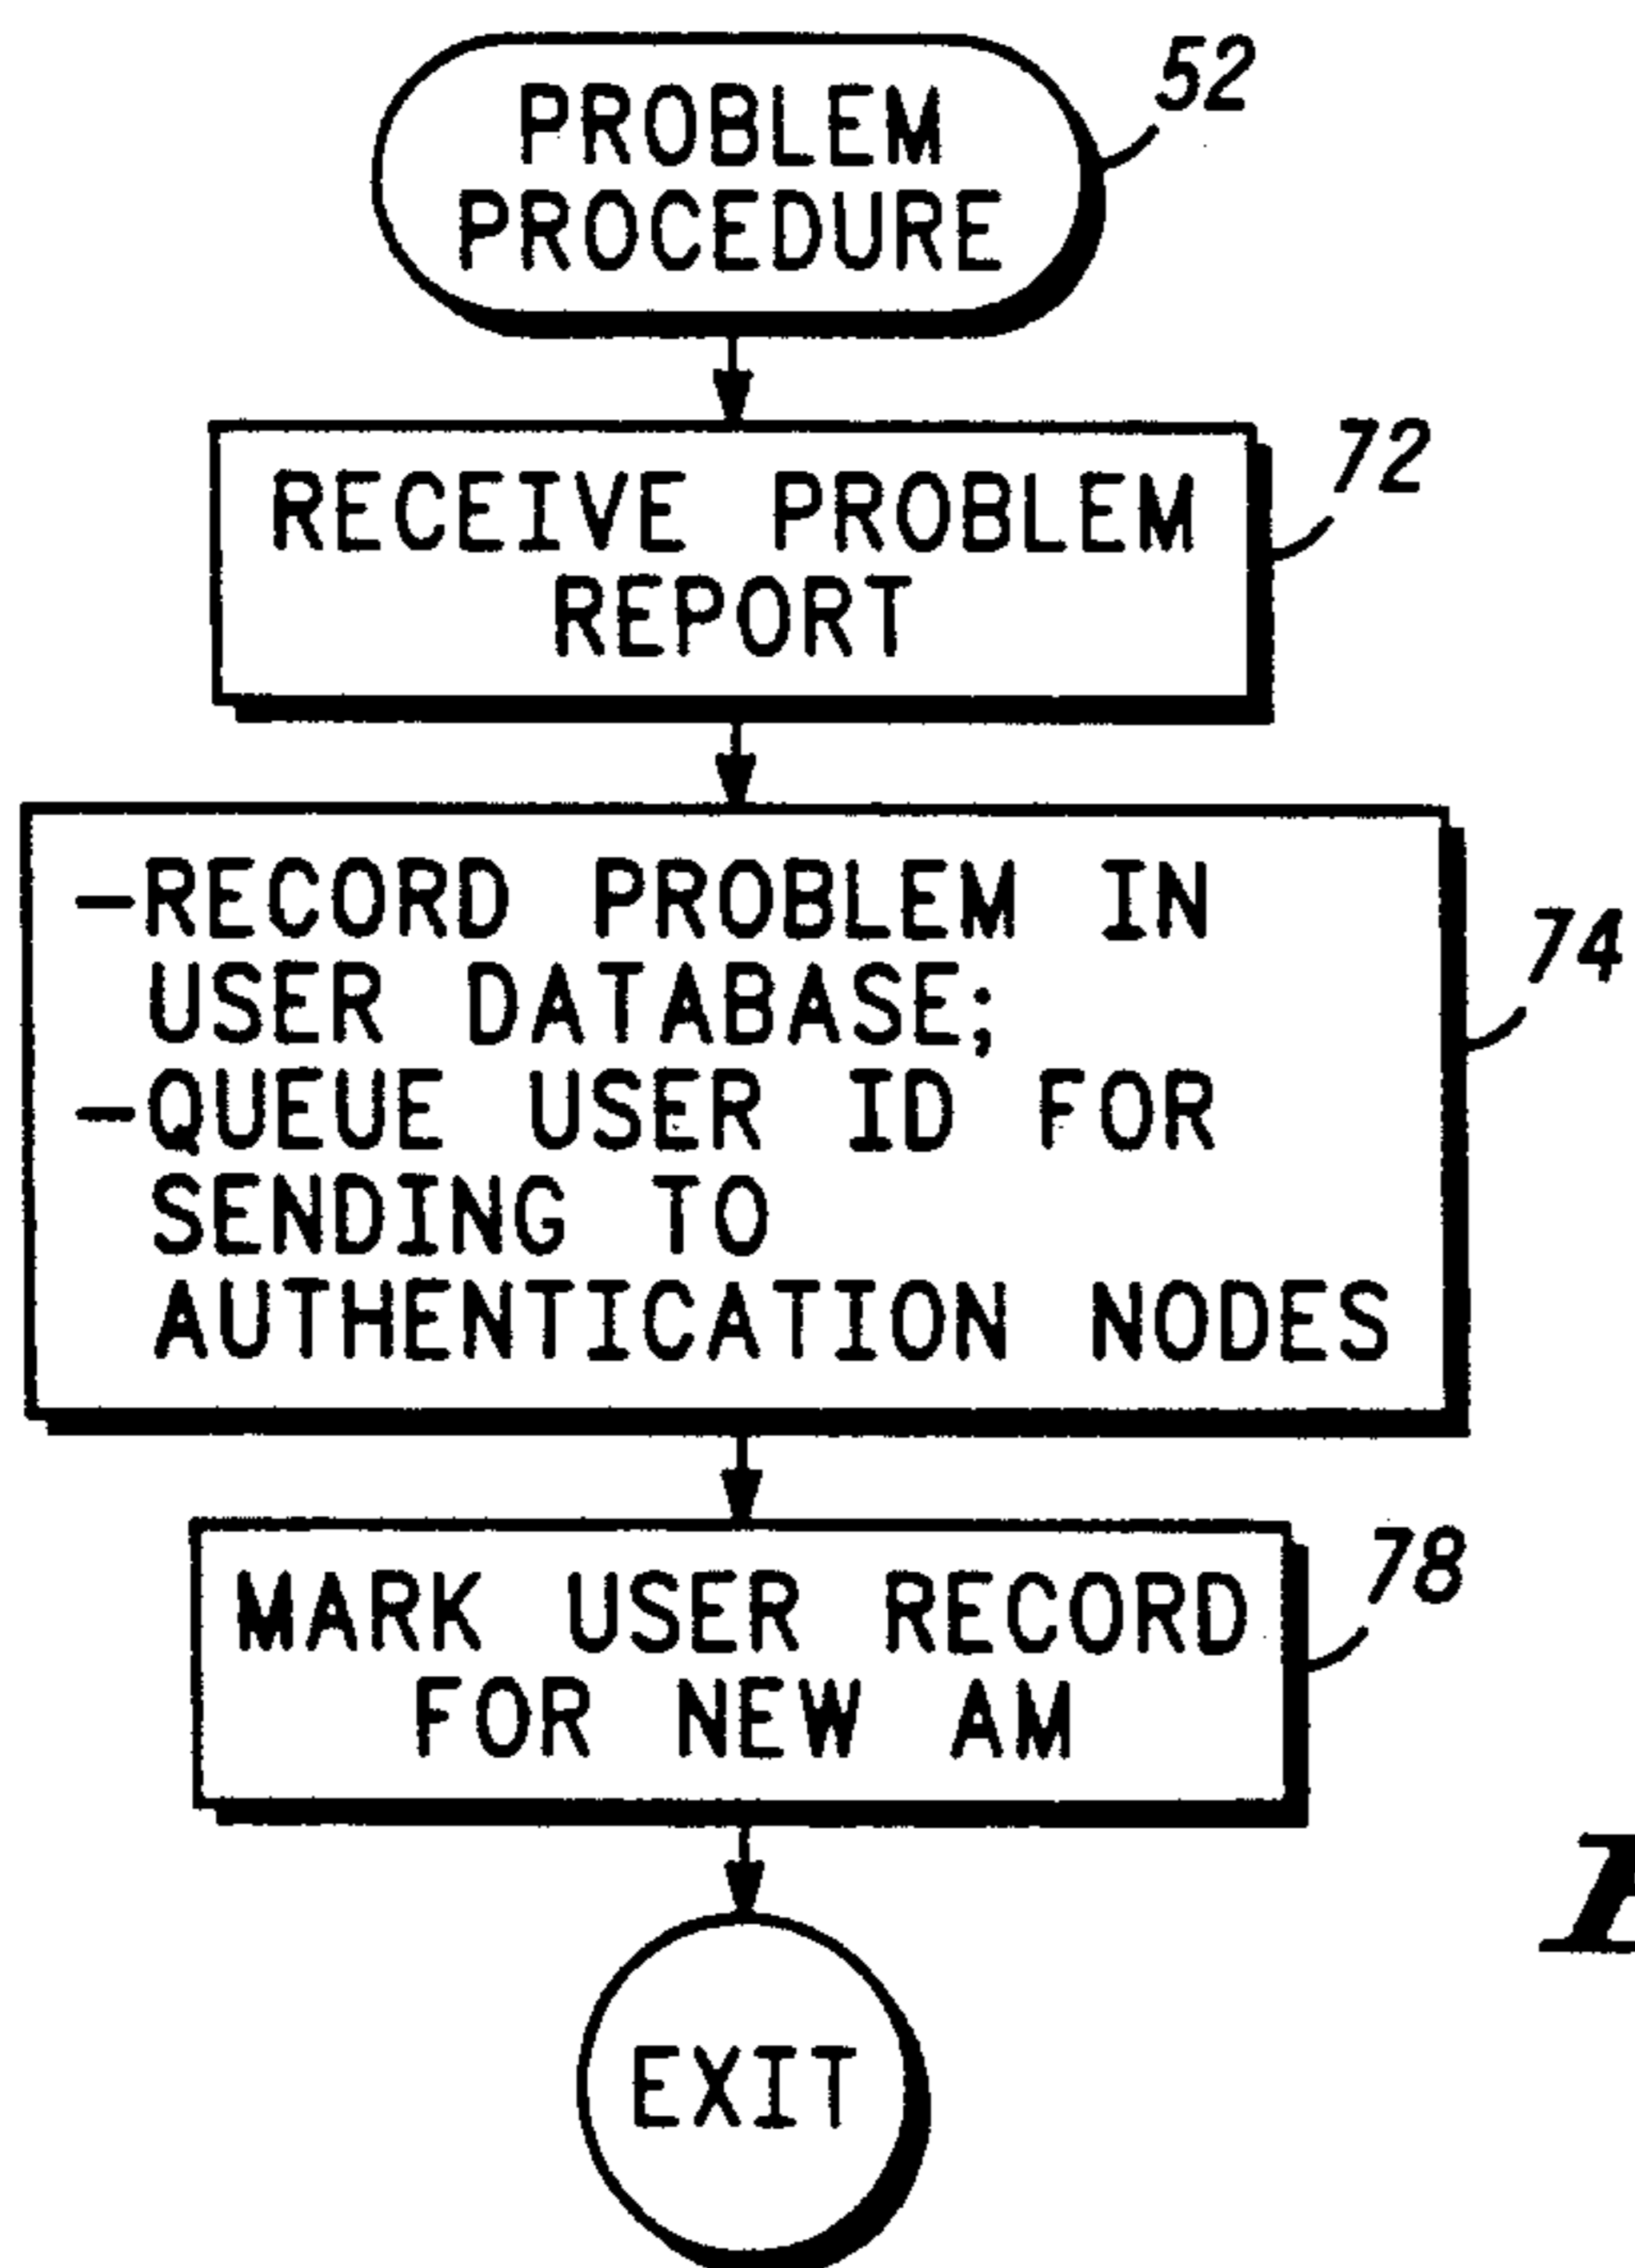 PROBLEM
PROCEDURE
52
RECEIVE PROBLEM
REPORT
72
-RECORD PROBLEM IN
USER DATABASE;
-QUEUE USER ID FOR
SENDING TO
AUTHENTICATION NODES
74
MARK USER RECORD
FOR NEW AM
78
EXIT